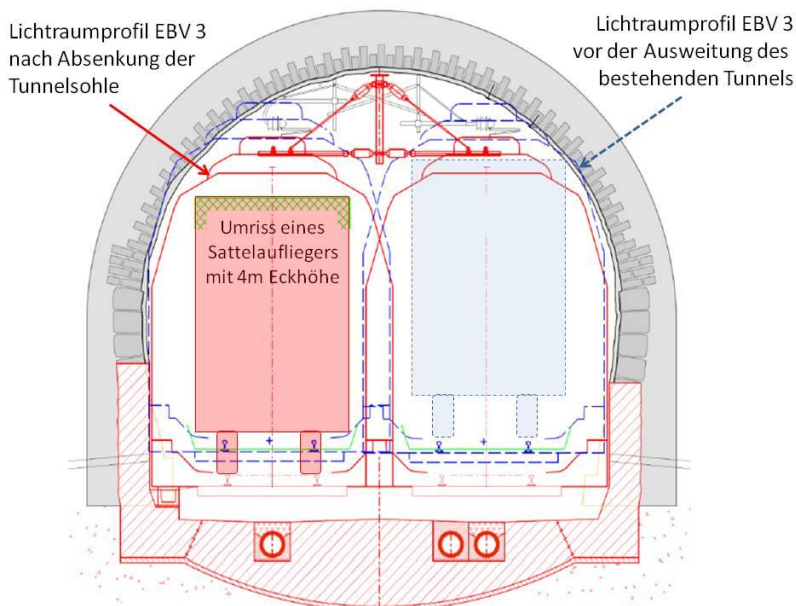 Lichtraumprofil EBV 3
nach Absenkung der
Tunnelsohle
Lichtraumprofil EBV 3
vor der Ausweitung des
bestehenden Tunnels
Umriss eines
Sattelaufliegers
mit 4m Eckhöhe